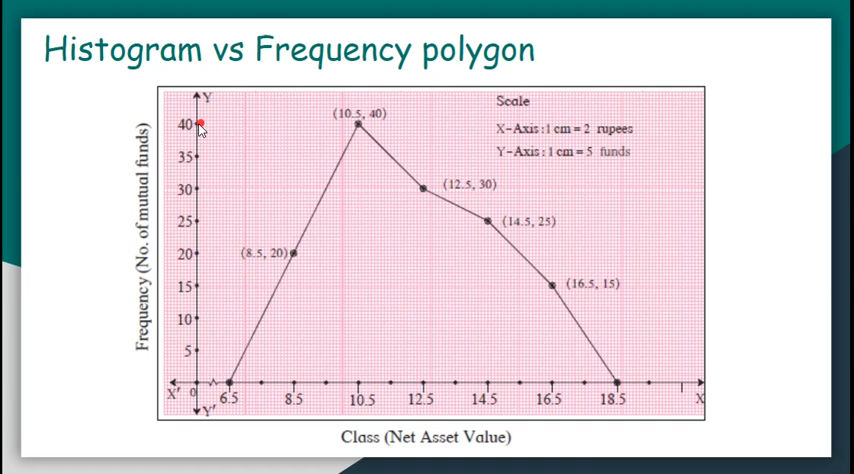 Histogram vs Frequency polygon
Y
(10.5, 40)
Scale
X-Axis : 1 cm = 2 rupees
Y-Axis : 1 cm = 5 funds
40
35
30
25
20
15
10
5
Frequency (No. of mutual funds)
(12.5, 30)
(14.5, 25)
(8.5, 20)
(16.5, 15)
X' 0 6.5 8.5 10.5 12.5 14.5 16.5 18.5 X
Y'
Class (Net Asset Value)